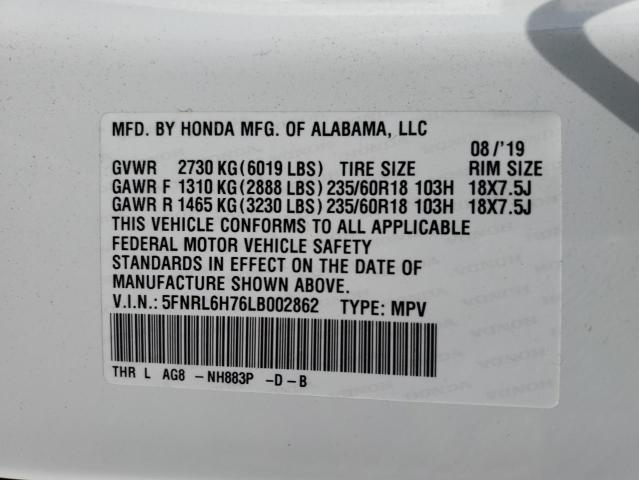 MFD. BY HONDA MFG. OF ALABAMA, LLC
08/'19
GVWR 2730 KG(6019 LBS) TIRE SIZE RIM SIZE
GAWR F 1310 KG(2888 LBS)235/60R18 103H 18X7.5J
GAWR R 1465 KG(3230 LBS)235/60R18 103H 18X7.5J
THIS VEHICLE CONFORMS TO ALL APPLICABLE
FEDERAL MOTOR VEHICLE SAFETY
STANDARDS IN EFFECT ON THE DATE OF
MANUFACTURE SHOWN ABOVE.
V.I.N.: 5FNRL6H76LB002862 TYPE: MPV
THR L AG8 -NH883P -D-B